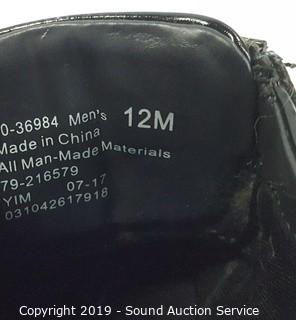 0-36984 Men's 12M
Made in China
All Man-Made Materials
79-216579
YIM 07-17
031042617918
Copyright 2019 - Sound Auction Service